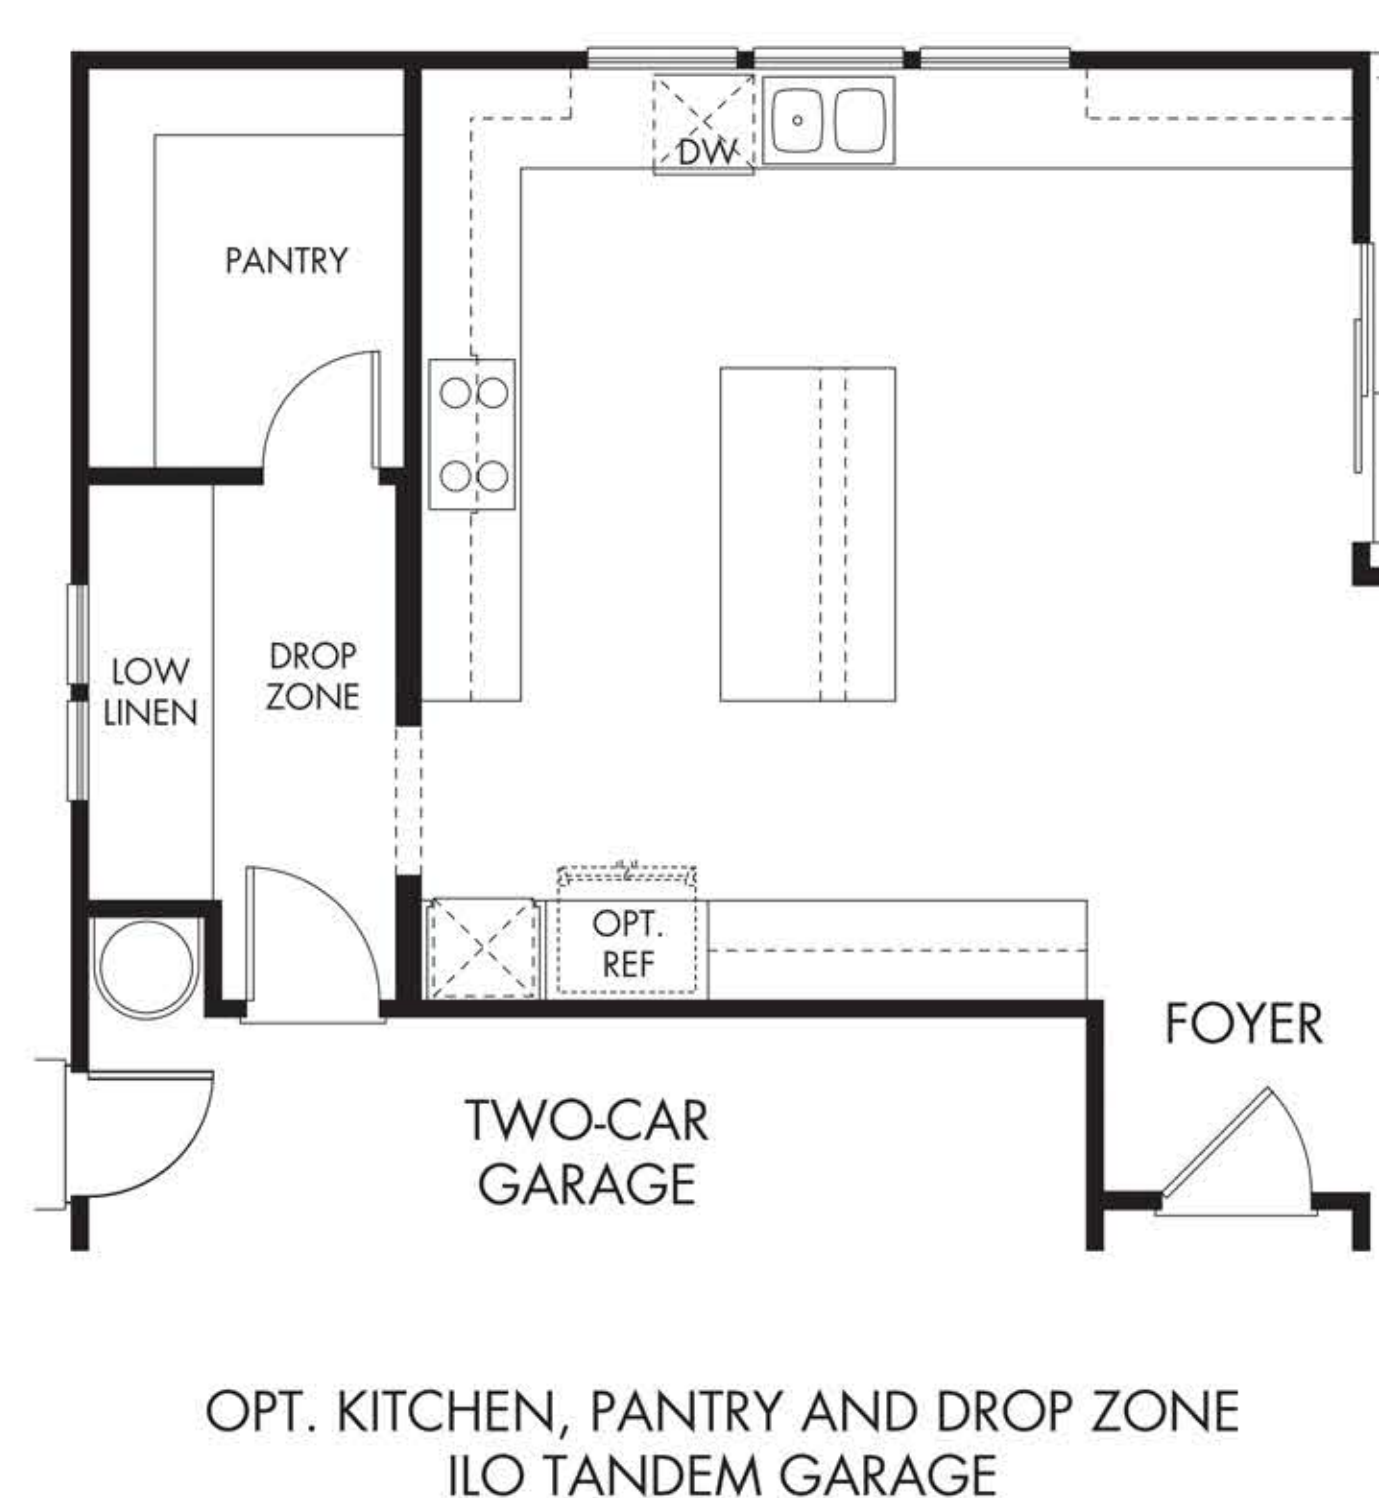 DW
PANTRY
LOW
LINEN
DROP
ZONE
OPT.
REF
FOYER
TWO-CAR
GARAGE
OPT. KITCHEN, PANTRY AND DROP ZONE
ILO TANDEM GARAGE